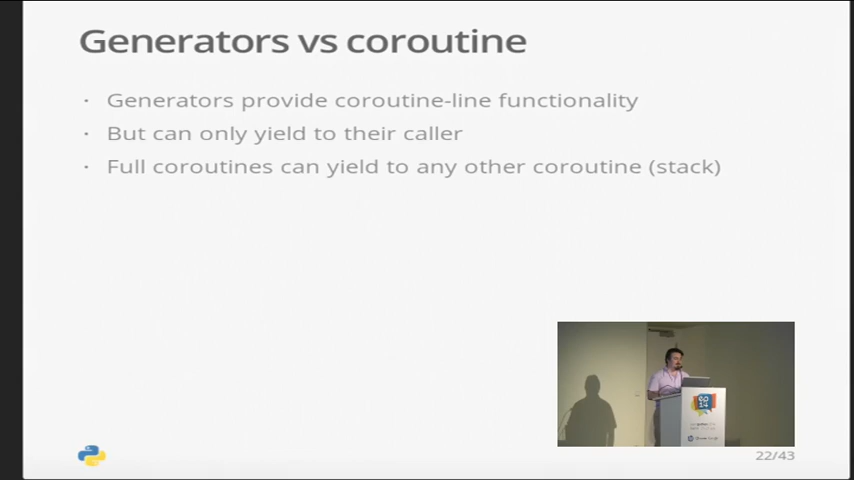 Generators vs coroutine
· Generators provide coroutine-line functionality
· But can only yield to their caller
· Full coroutines can yield to any other coroutine (stack)
22/43